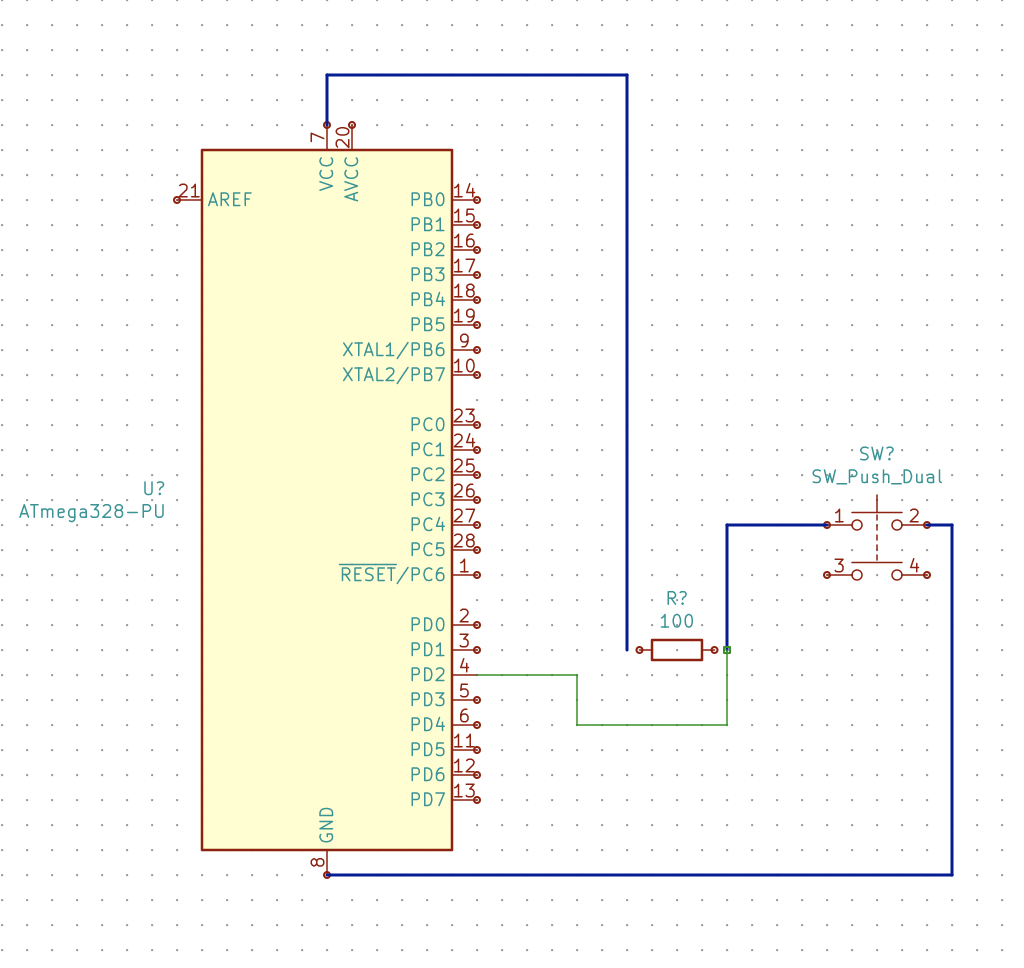 7
20
VCC
AVCC
21
AREF
PB0 14
PB1 15
PB2 16
PB3 17
PB4 18
PB5 19
XTAL1/PB6 9
XTAL2/PB7 10
PC0 23
PC1 24
PC2 25
PC3 26
PC4 27
PC5 28
RESET/PC6 1
PD0 2
PD1 3
PD2 4
PD3 5
PD4 6
PD5 11
PD6 12
PD7 13
GND
8
U?
ATmega328-PU
R?
100
SW?
SW_Push_Dual
1 2
3 4